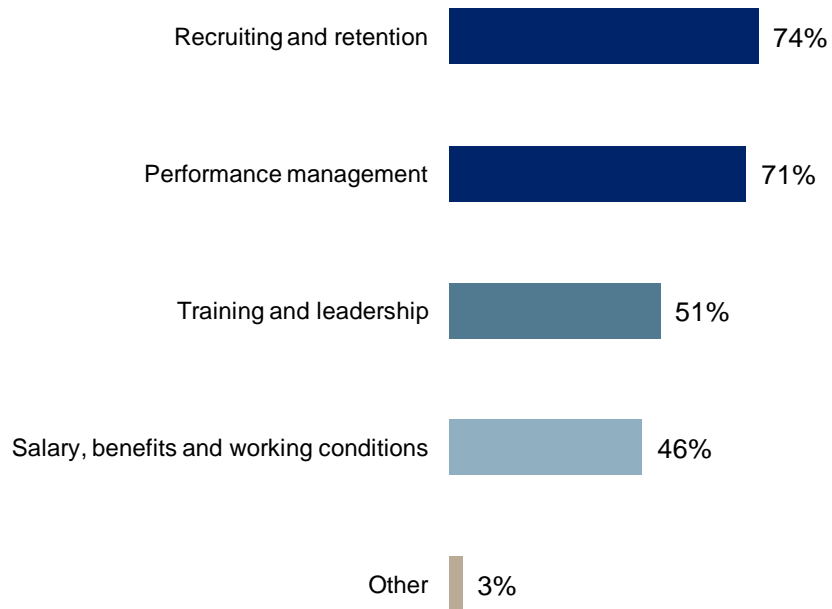 Recruiting and retention 74%
Performance management 71%
Training and leadership 51%
Salary, benefits and working conditions 46%
Other 3%